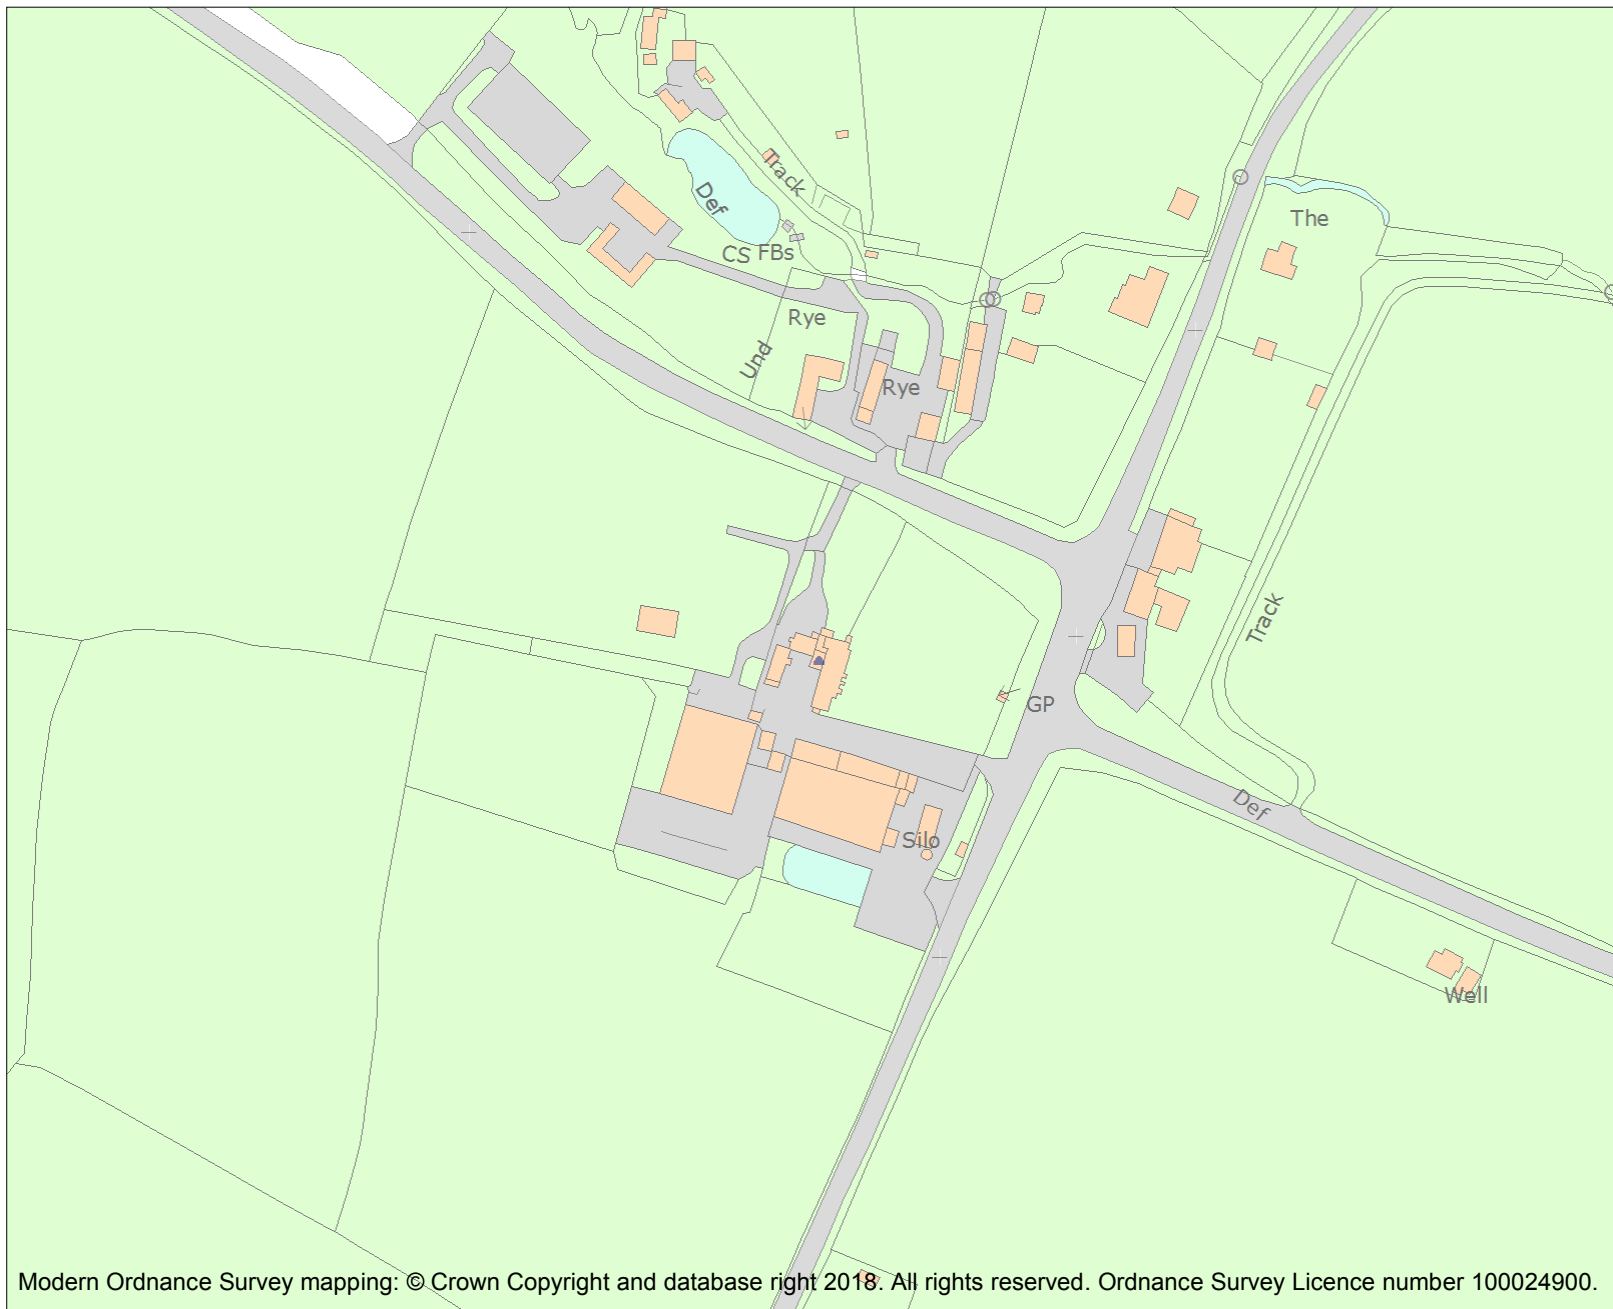 Track
Def
The
CS
FBs
Rye
Und
Rye
Track
GP
Def
Silo
Well
Modern Ordnance Survey mapping: © Crown Copyright and database right 2018. All rights reserved. Ordnance Survey Licence number 100024900.